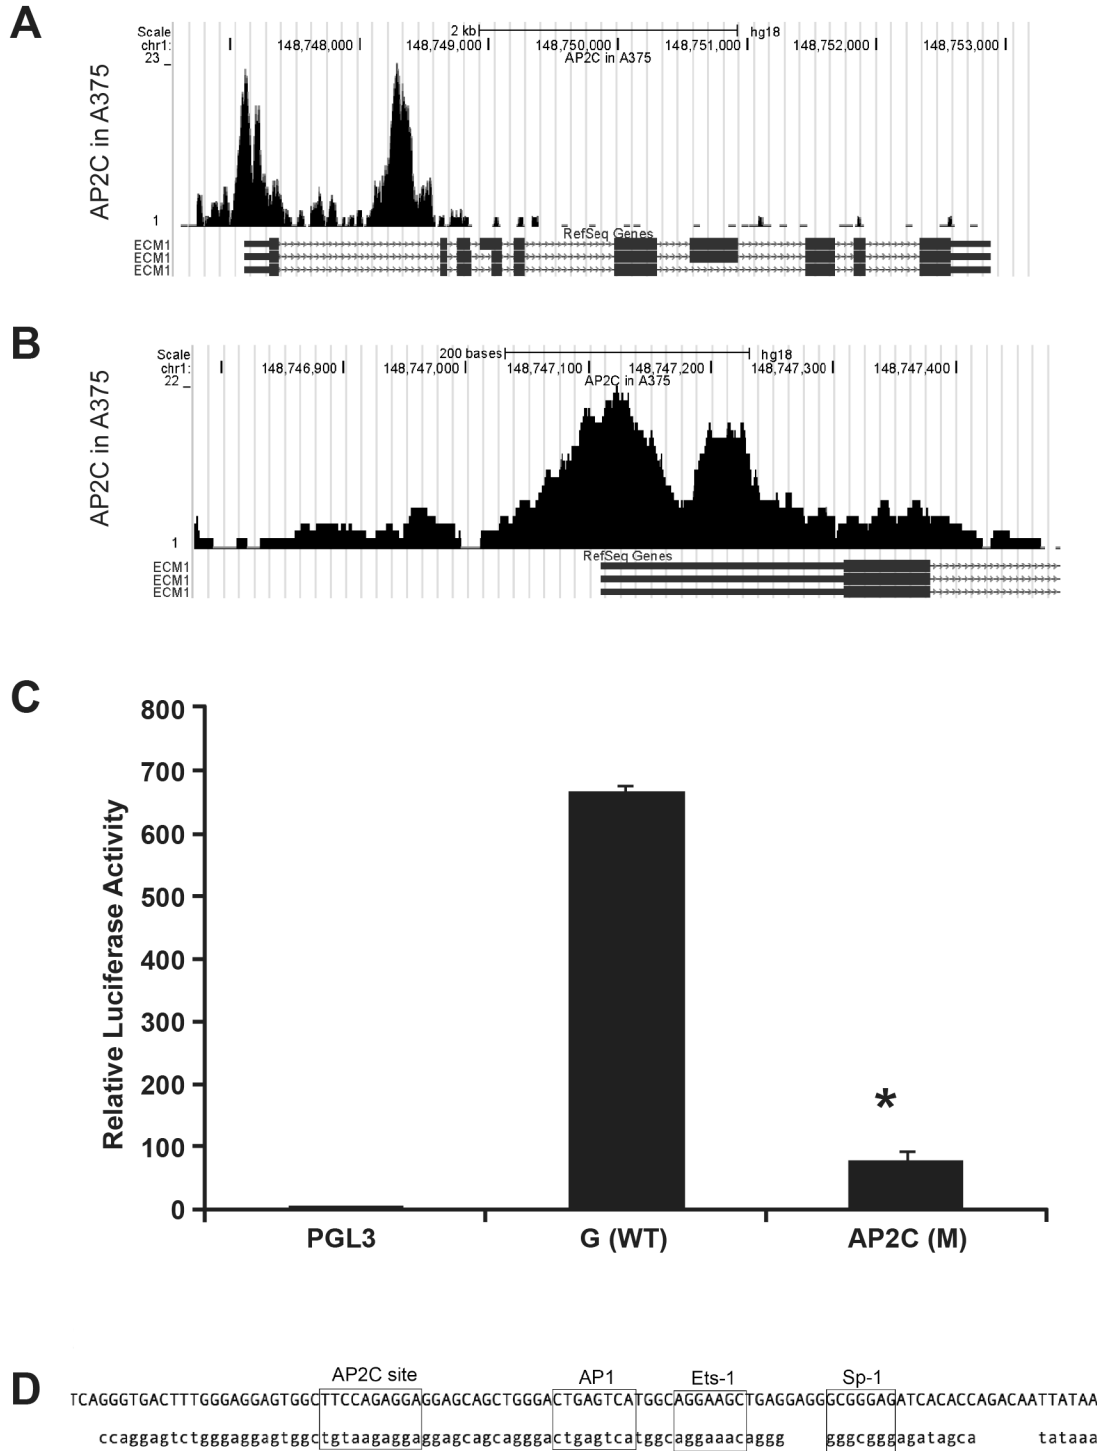 A
Scale
2 kb
hg18
chr1:
148,748,000
148,749,000
148,750,000
148,751,000
148,752,000
148,753,000
23 _
AP2C in A375
AP2C in A375
1
RefSeq Genes
ECM1
ECM1
ECM1
B
Scale
200 bases
hg18
chr1:
148,746,900
148,747,000
148,747,100
148,747,200
148,747,300
148,747,400
22 _
AP2C in A375
AP2C in A375
1
RefSeq Genes
ECM1
ECM1
ECM1
C
Relative Luciferase Activity
800
700
600
500
400
300
200
100
0
*
PGL3
G (WT)
AP2C (M)
D
AP2C site
AP1
Ets-1
Sp-1
TCAGGGTGACTTTGGGAGGAGTGGCTTCCAGAGGAGGAGCAGCTGGGACTGAGTCATGGCAGGAAGCTGAGGAGGGCGGGAGATCACACCAGACAATTATAA
ccaggagtctgggaggagtggctgtaagaggaggagcagcagggactgagtcatggcaggaaacaggg gggcgggagatagca tataaa